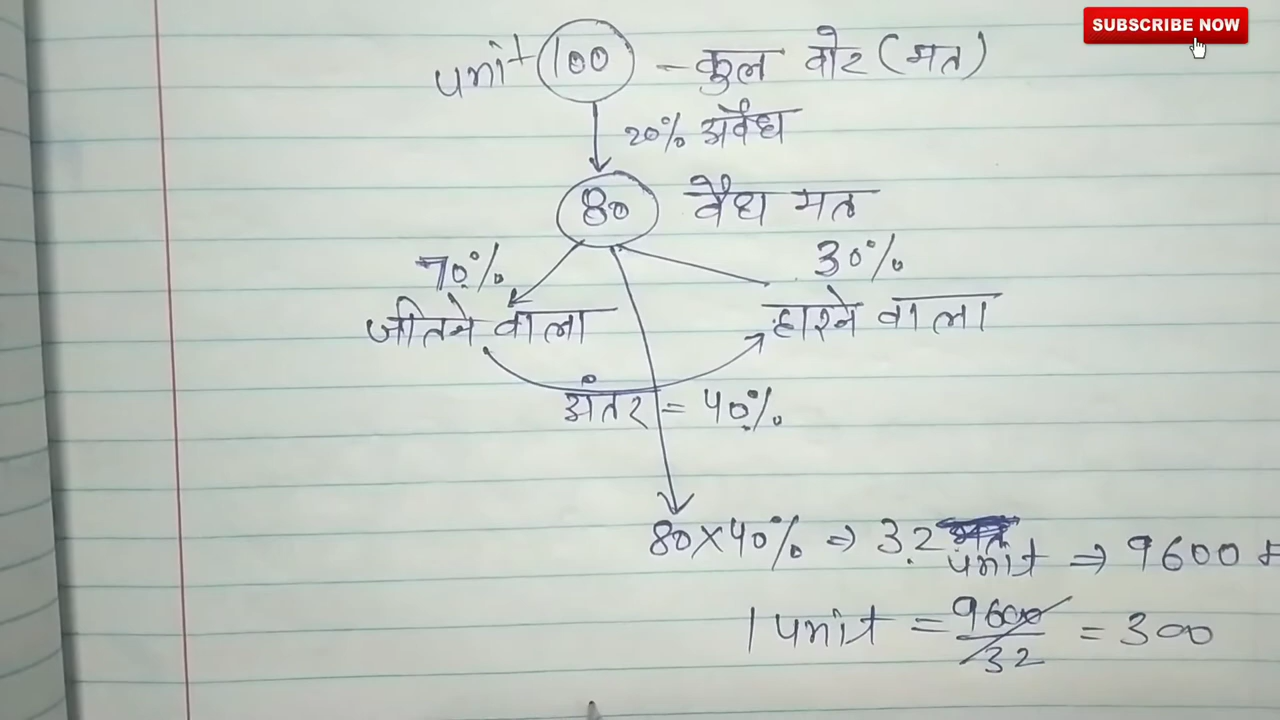 SUBSCRIBE NOW
unit 100 – कुल वोट (मत)
20% अवैध
80 वैध मत
70% 30%
जीतने वाला हारने वाला
अंतर = 40%
80×40% ⇒ 32 unit ⇒ 9600
1 unit = 9600/32 = 300